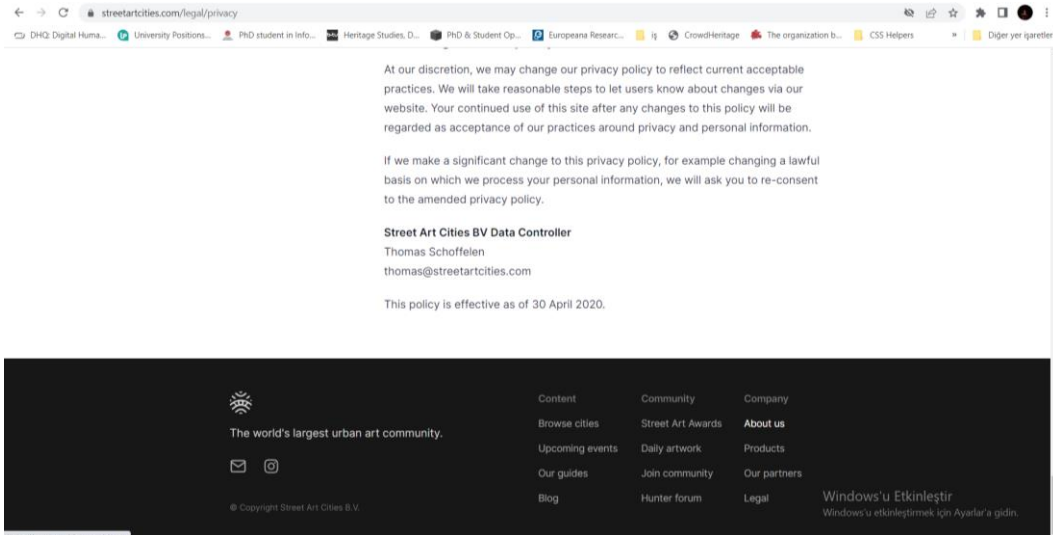 streetartcities.com/legal/privacy
DHQ: Digital Huma... University Positions... PhD student in Info... Heritage Studies, D... PhD & Student Op... Europeana Researc... iş CrowdHeritage The organization b... CSS Helpers » Diğer yer işaretler
At our discretion, we may change our privacy policy to reflect current acceptable
practices. We will take reasonable steps to let users know about changes via our
website. Your continued use of this site after any changes to this policy will be
regarded as acceptance of our practices around privacy and personal information.
If we make a significant change to this privacy policy, for example changing a lawful
basis on which we process your personal information, we will ask you to re-consent
to the amended privacy policy.
Street Art Cities BV Data Controller
Thomas Schoffelen
thomas@streetartcities.com
This policy is effective as of 30 April 2020.
The world's largest urban art community.
© Copyright Street Art Cities B.V.
Content
Browse cities
Upcoming events
Our guides
Blog
Community
Street Art Awards
Daily artwork
Join community
Hunter forum
Company
About us
Products
Our partners
Legal
Windows'u Etkinleştir
Windows'u etkinleştirmek için Ayarlar'a gidin.